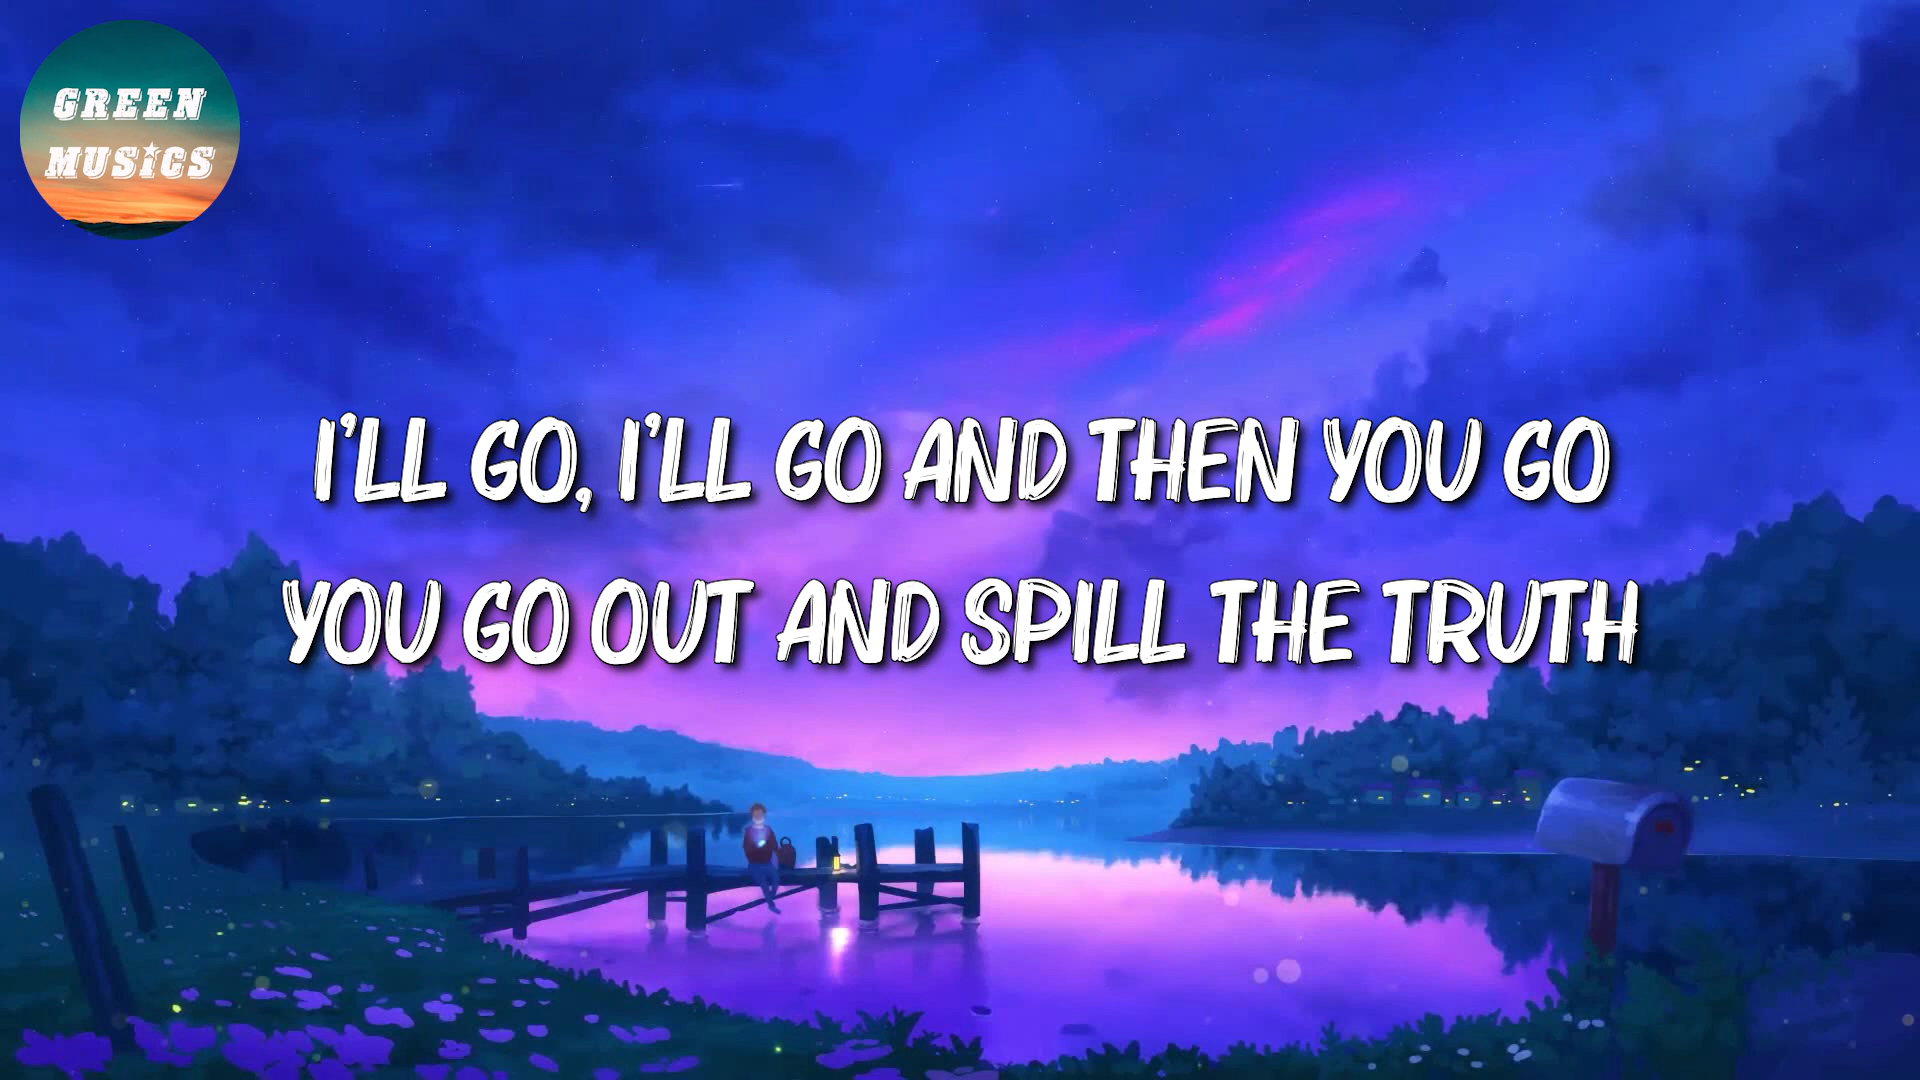 GREEN
MUSICS
I'LL GO, I'LL GO AND THEN YOU GO
YOU GO OUT AND SPILL THE TRUTH